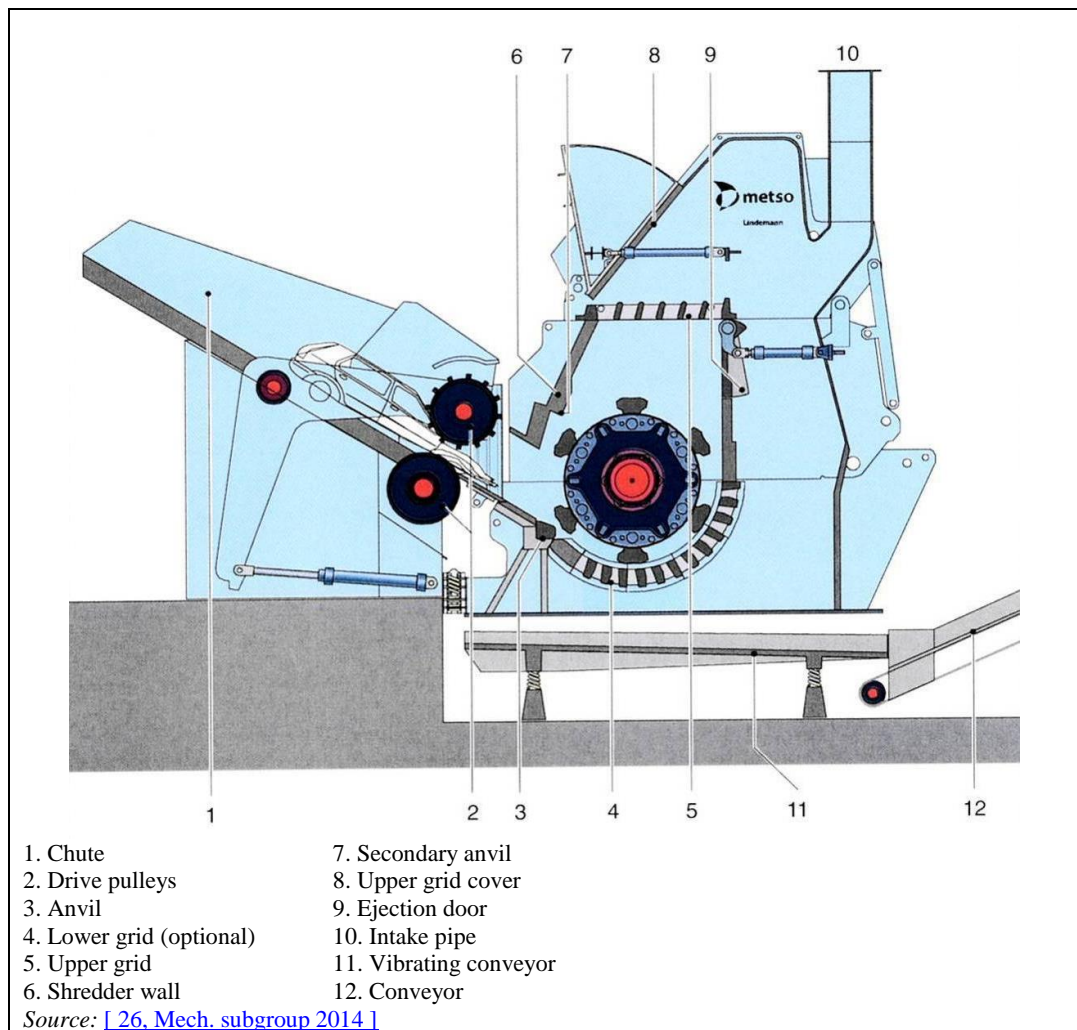 6 7 8 9 10
metso
Lindemann
1 2 3 4 5 11 12
1. Chute
2. Drive pulleys
3. Anvil
4. Lower grid (optional)
5. Upper grid
6. Shredder wall
7. Secondary anvil
8. Upper grid cover
9. Ejection door
10. Intake pipe
11. Vibrating conveyor
12. Conveyor
Source: [ 26, Mech. subgroup 2014 ]